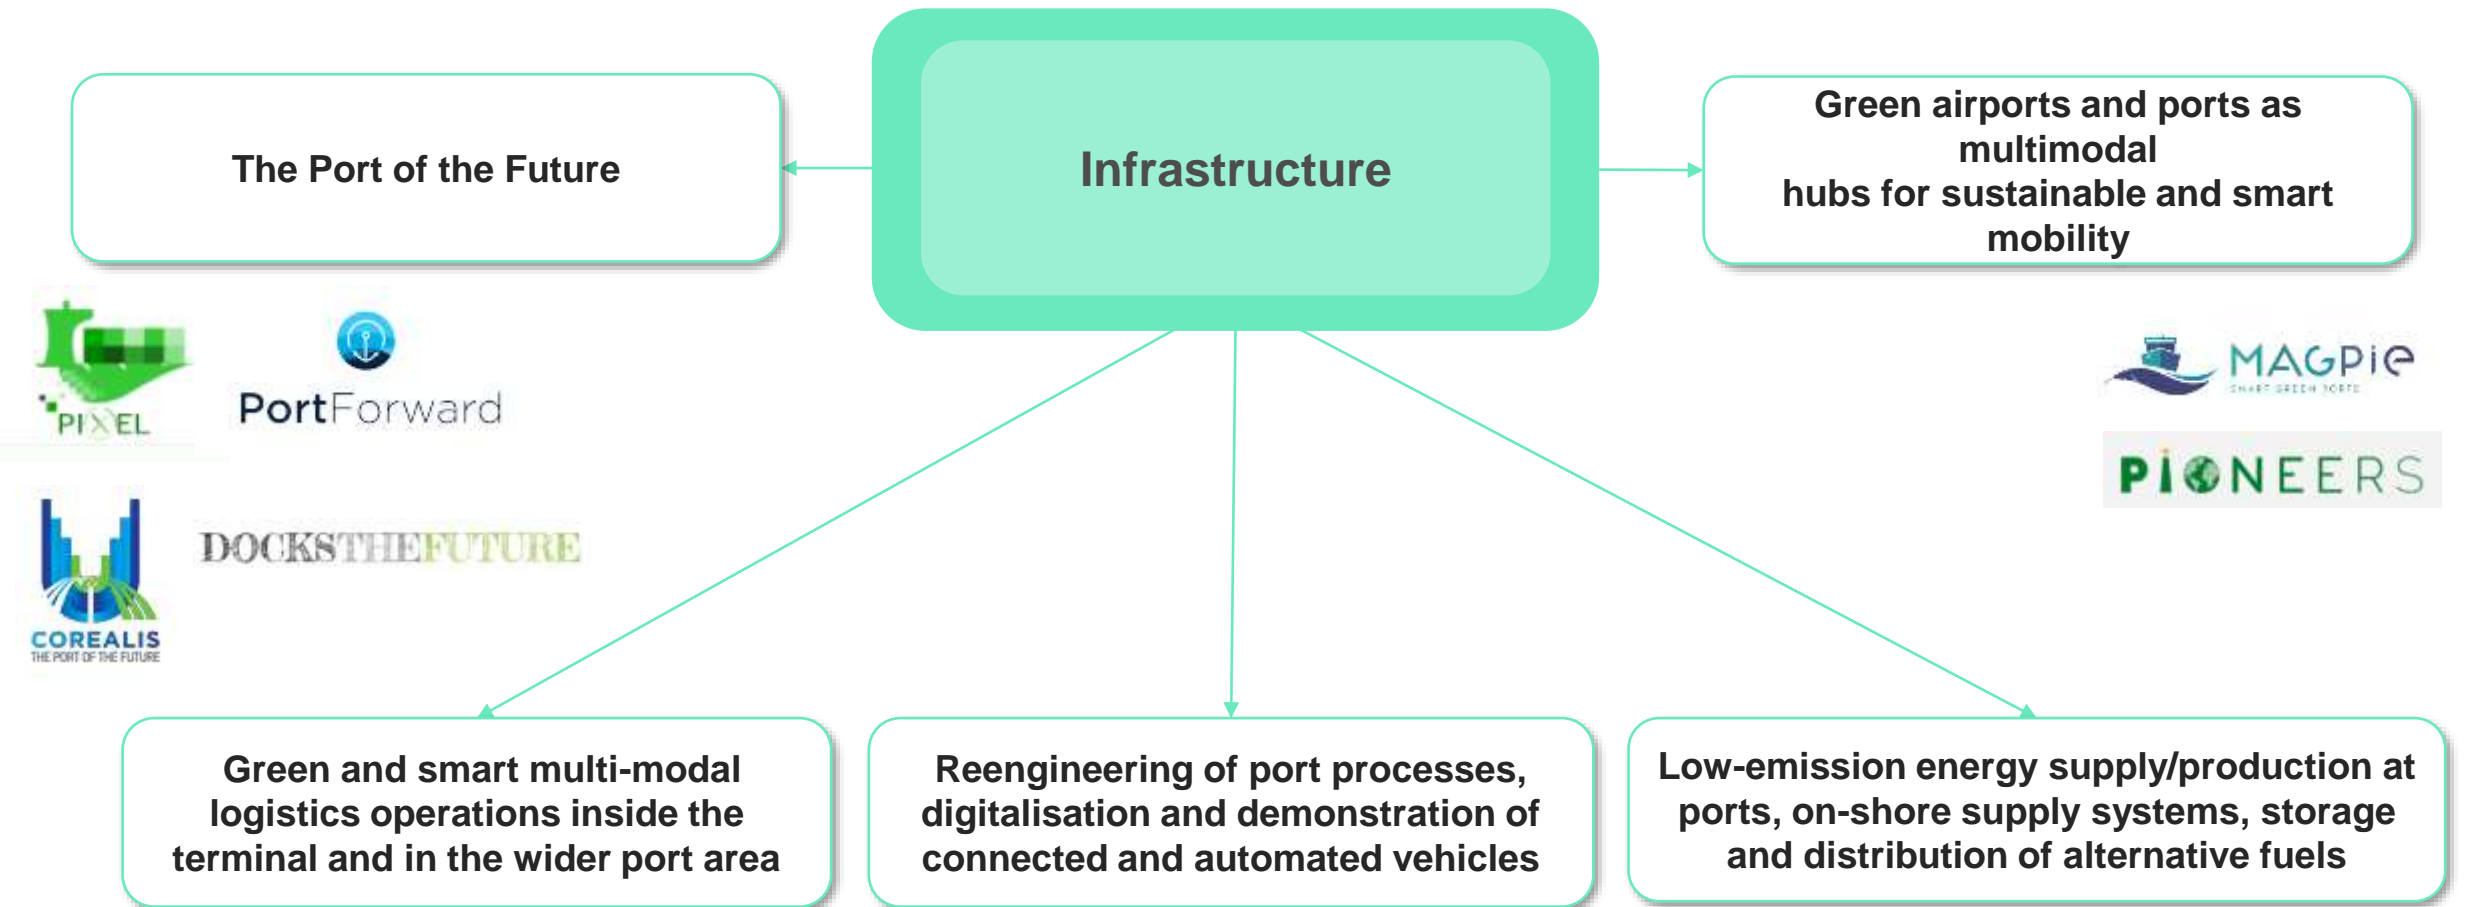 Infrastructure
The Port of the Future
Green airports and ports as
multimodal
hubs for sustainable and smart
mobility
PIXEL
PortForward
MAGPIE
SMART GREEN PORTS
PIONEERS
DOCKSTHEFUTURE
COREALIS
THE PORT OF THE FUTURE
Green and smart multi-modal
logistics operations inside the
terminal and in the wider port area
Reengineering of port processes,
digitalisation and demonstration of
connected and automated vehicles
Low-emission energy supply/production at
ports, on-shore supply systems, storage
and distribution of alternative fuels